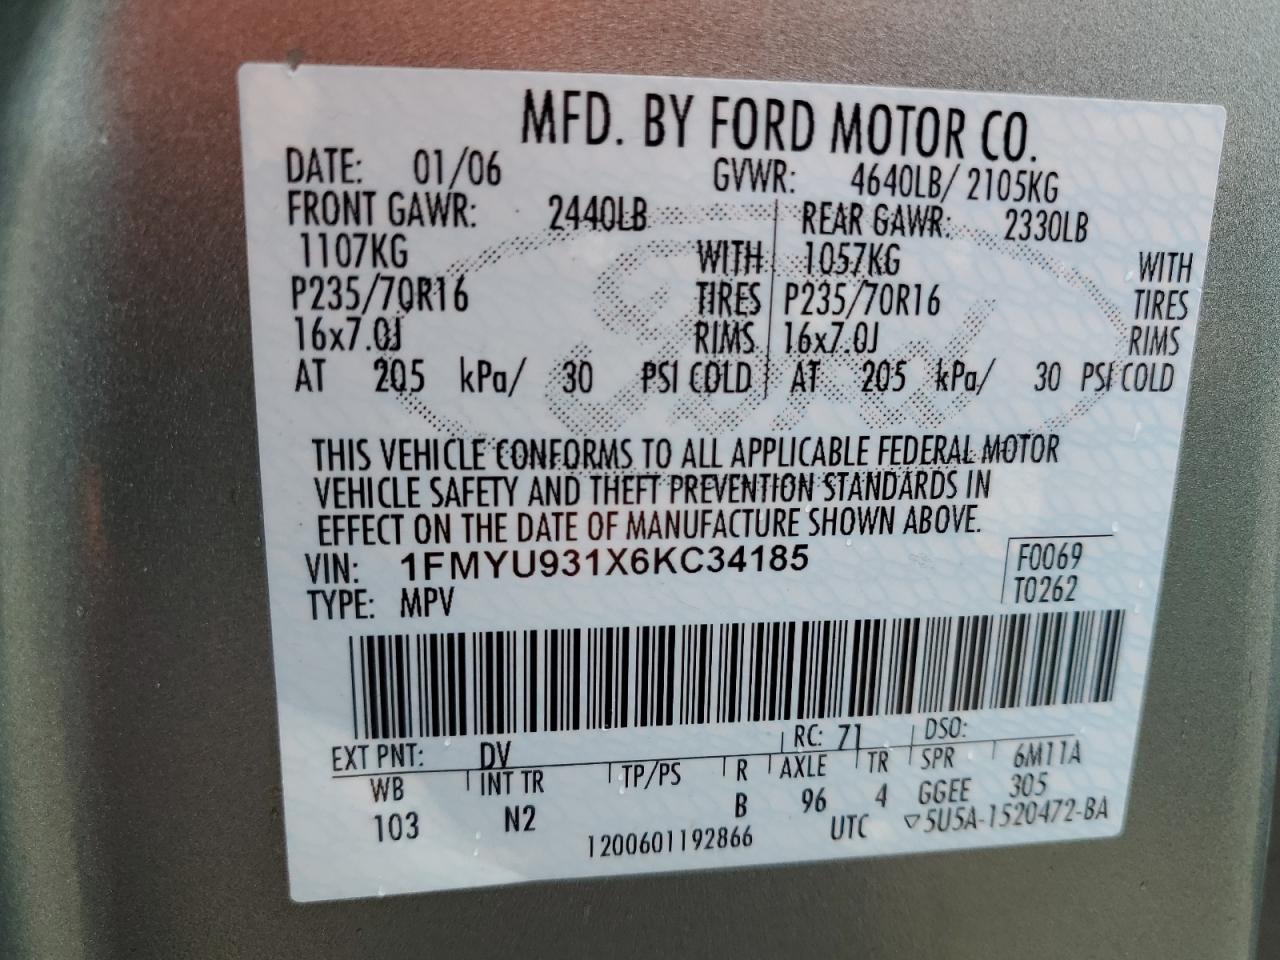 MFD. BY FORD MOTOR CO.
DATE: 01/06 GVWR: 4640LB/ 2105KG
FRONT GAWR: 2440LB REAR GAWR: 2330LB
1107KG WITH 1057KG WITH
P235/70R16 TIRES P235/70R16 TIRES
16x7.0J RIMS 16x7.0J RIMS
AT 205 kPa/ 30 PSI COLD AT 205 kPa/ 30 PSI COLD
Ford
THIS VEHICLE CONFORMS TO ALL APPLICABLE FEDERAL MOTOR
VEHICLE SAFETY AND THEFT PREVENTION STANDARDS IN
EFFECT ON THE DATE OF MANUFACTURE SHOWN ABOVE.
VIN: 1FMYU931X6KC34185 F0069
TYPE: MPV T0262
EXT PNT: DV RC: 71 DSO:
WB INT TR TP/PS R AXLE TR SPR 6M11A
103 N2 B 96 4 GGEE 305
1200601192866 UTC ▽5U5A-1520472-BA